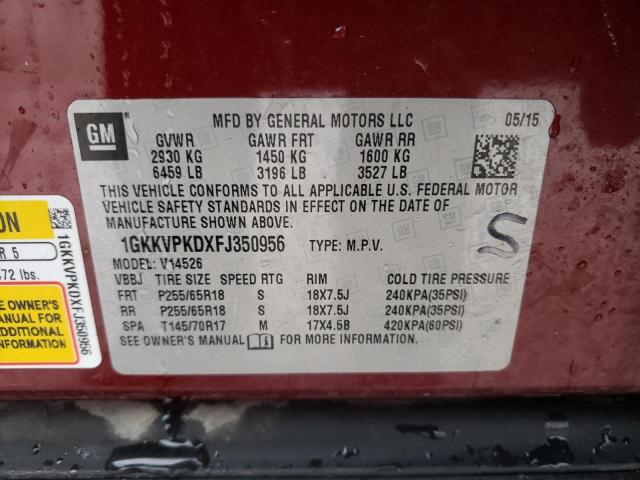 GM
MFD BY GENERAL MOTORS LLC 05/15
GVWR GAWR FRT GAWR RR
2930 KG 1450 KG 1600 KG
6459 LB 3196 LB 3527 LB
THIS VEHICLE CONFORMS TO ALL APPLICABLE U.S. FEDERAL MOTOR
VEHICLE SAFETY STANDARDS IN EFFECT ON THE DATE OF
MANUFACTURE SHOWN ABOVE.
1GKKVPKDXFJ350956 TYPE: M.P.V.
MODEL: V14526
VBBJ TIRE SIZE SPEED RTG RIM COLD TIRE PRESSURE
FRT P255/65R18 S 18X7.5J 240KPA(35PSI)
RR P255/65R18 S 18X7.5J 240KPA(35PSI)
SPA T145/70R17 M 17X4.5B 420KPA(60PSI)
SEE OWNER'S MANUAL FOR MORE INFORMATION.
S
ON
R 5
72 lbs.
EE OWNER'S
MANUAL FOR
ADDITIONAL
INFORMATION
1GKKVPKDXFJ350956